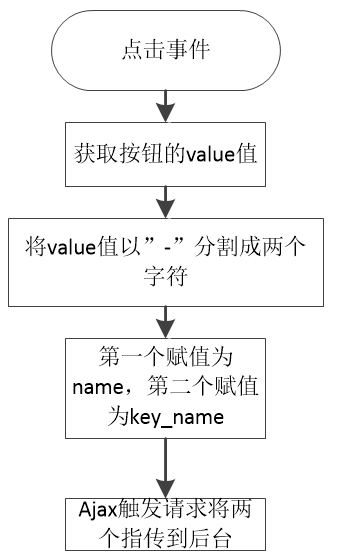 点击事件
获取按钮的value值
将value值以”-”分割成两个
字符
第一个赋值为
name，第二个赋值
为key_name
Ajax触发请求将两
个指传到后台